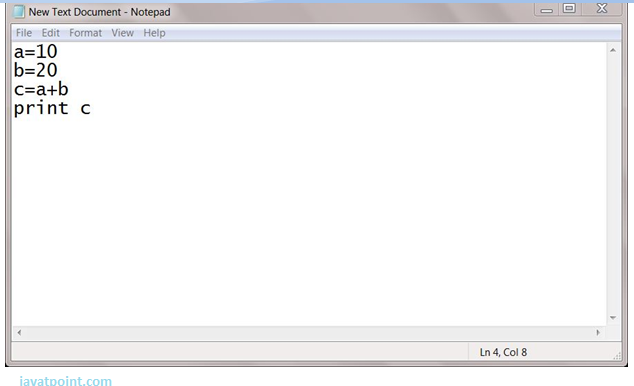 New Text Document - Notepad
File Edit Format View Help
a=10
b=20
c=a+b
print c
Ln 4, Col 8
javatpoint.com